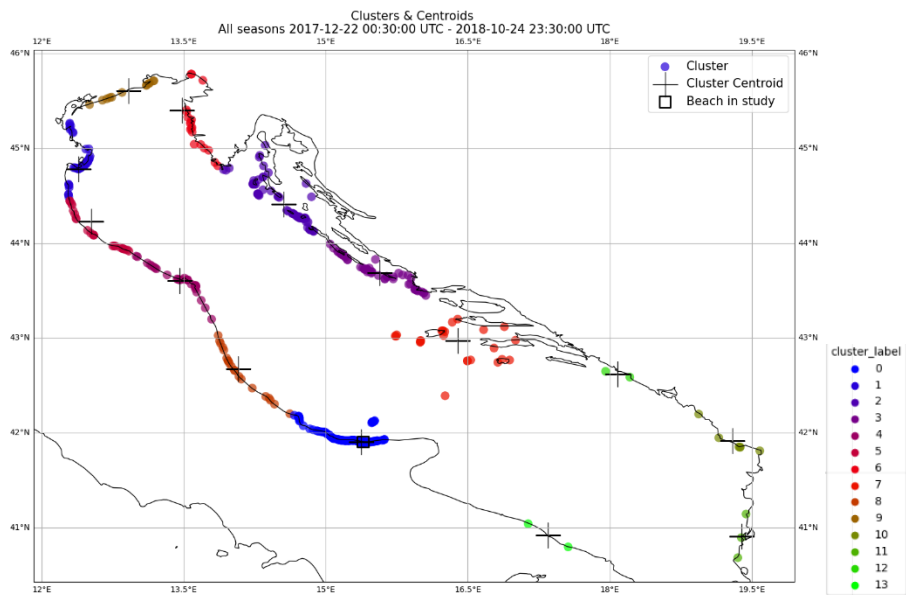 Clusters & Centroids
All seasons 2017-12-22 00:30:00 UTC - 2018-10-24 23:30:00 UTC
12°E 13.5°E 15°E 16.5°E 18°E 19.5°E
46°N 46°N
Cluster
Cluster Centroid
Beach in study
45°N 45°N
44°N 44°N
43°N 43°N
42°N 42°N
41°N 41°N
12°E 13.5°E 15°E 16.5°E 18°E 19.5°E
cluster_label
0
1
2
3
4
5
6
7
8
9
10
11
12
13